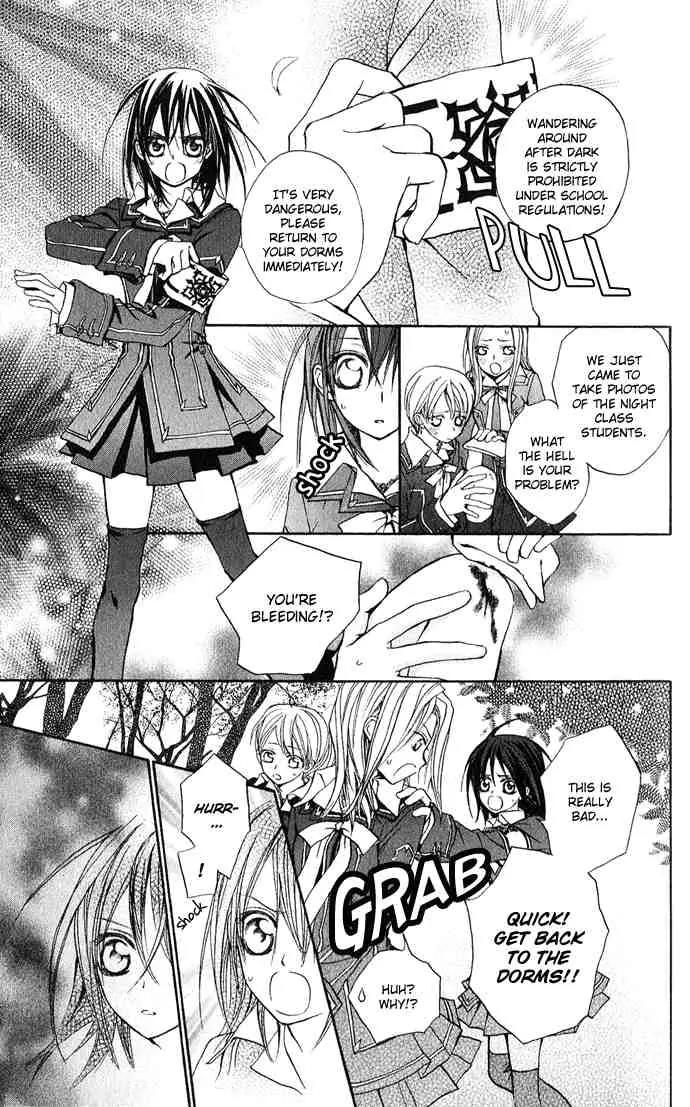 WANDERING
AROUND
AFTER DARK
IS STRICTLY
PROHIBITED
UNDER SCHOOL
REGULATIONS!
PULL
IT'S VERY
DANGEROUS,
PLEASE
RETURN TO
YOUR DORMS
IMMEDIATELY!
WE JUST
CAME TO
TAKE PHOTOS
OF THE NIGHT
CLASS
STUDENTS.
WHAT
THE HELL
IS YOUR
PROBLEM?
shock
YOU'RE
BLEEDING!?
THIS IS
REALLY
BAD...
QUICK!
GET BACK
TO THE
DORMS!!
GRAB
HUH?
WHY!?
HURR-
...
!
shock